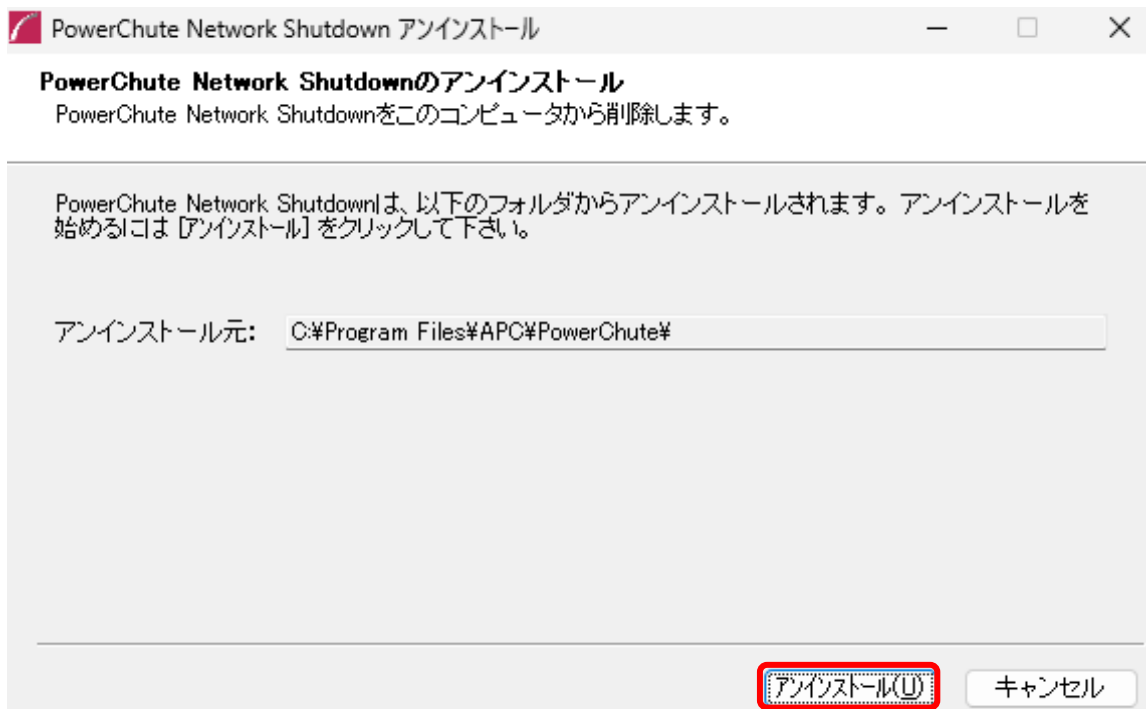 PowerChute Network Shutdown アンインストール
PowerChute Network Shutdownのアンインストール
PowerChute Network Shutdownをこのコンピュータから削除します。
PowerChute Network Shutdownは、以下のフォルダからアンインストールされます。アンインストールを
始めるには [アンインストール] をクリックして下さい。
アンインストール元: C:¥Program Files¥APC¥PowerChute¥
アンインストール(U) キャンセル